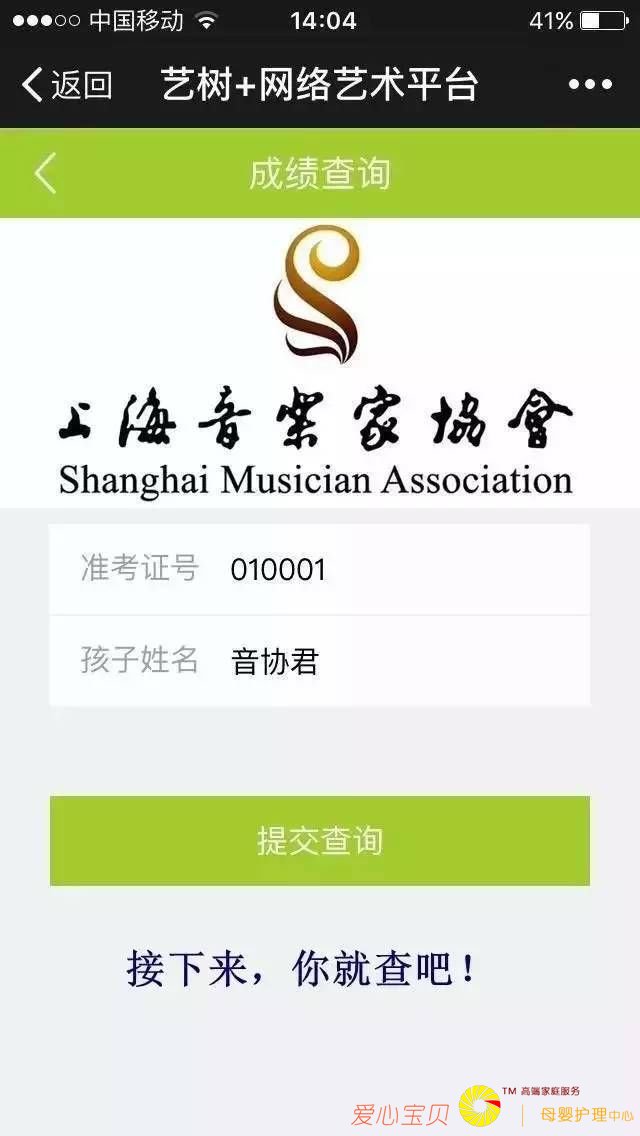 中国移动 14:04 41%
返回 艺树+网络艺术平台
成绩查询
上海音乐家協會
Shanghai Musician Association
准考证号 010001
孩子姓名 音协君
提交查询
接下来，你就查吧！
TM 高端家庭服务
爱心宝贝 | 母婴护理中心